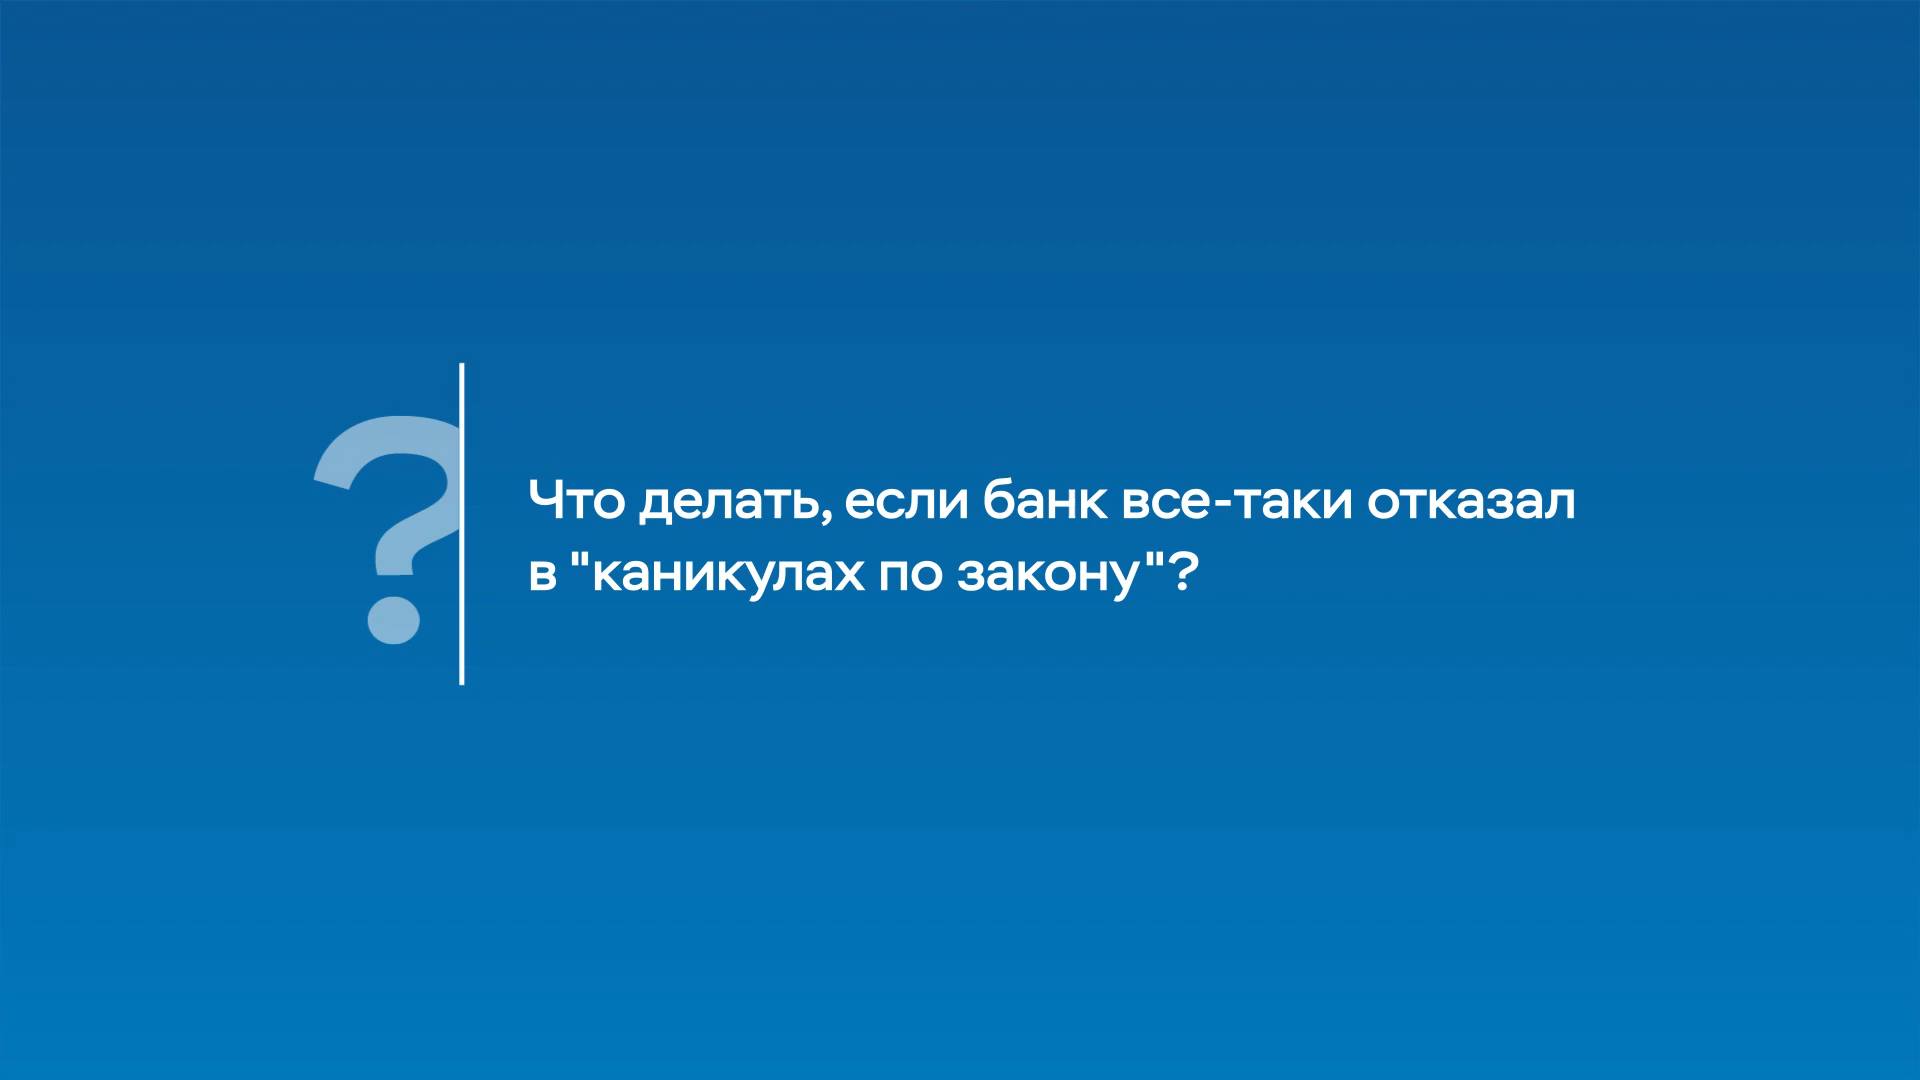 ?
Что делать, если банк все-таки отказал
в "каникулах по закону"?